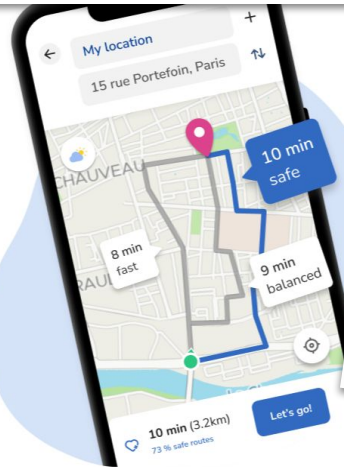 My location
15 rue Portefoin, Paris
10 min
safe
CHAUVEAU
8 min
fast
RAU
9 min
balanced
10 min (3.2km)
73 % safe routes
Let's go!